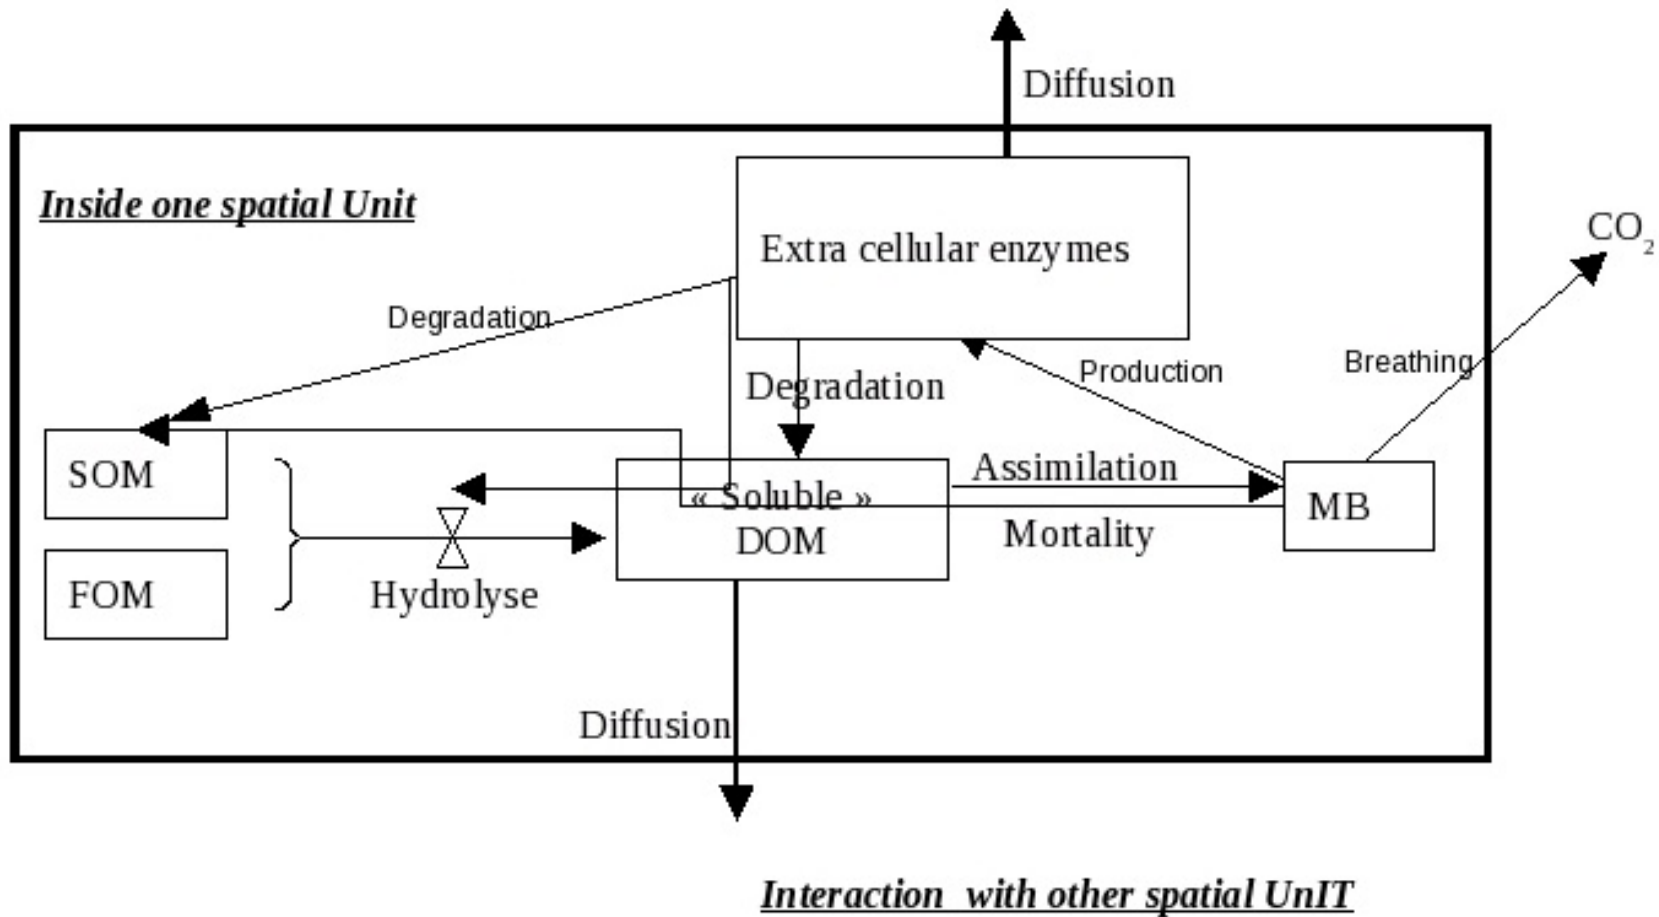 Diffusion
Inside one spatial Unit
CO2
Extra cellular enzymes
Degradation
Breathing
Production
Degradation
Assimilation
SOM
« Soluble »
DOM
MB
Mortality
FOM
Hydrolyse
Diffusion
Interaction with other spatial UnIT